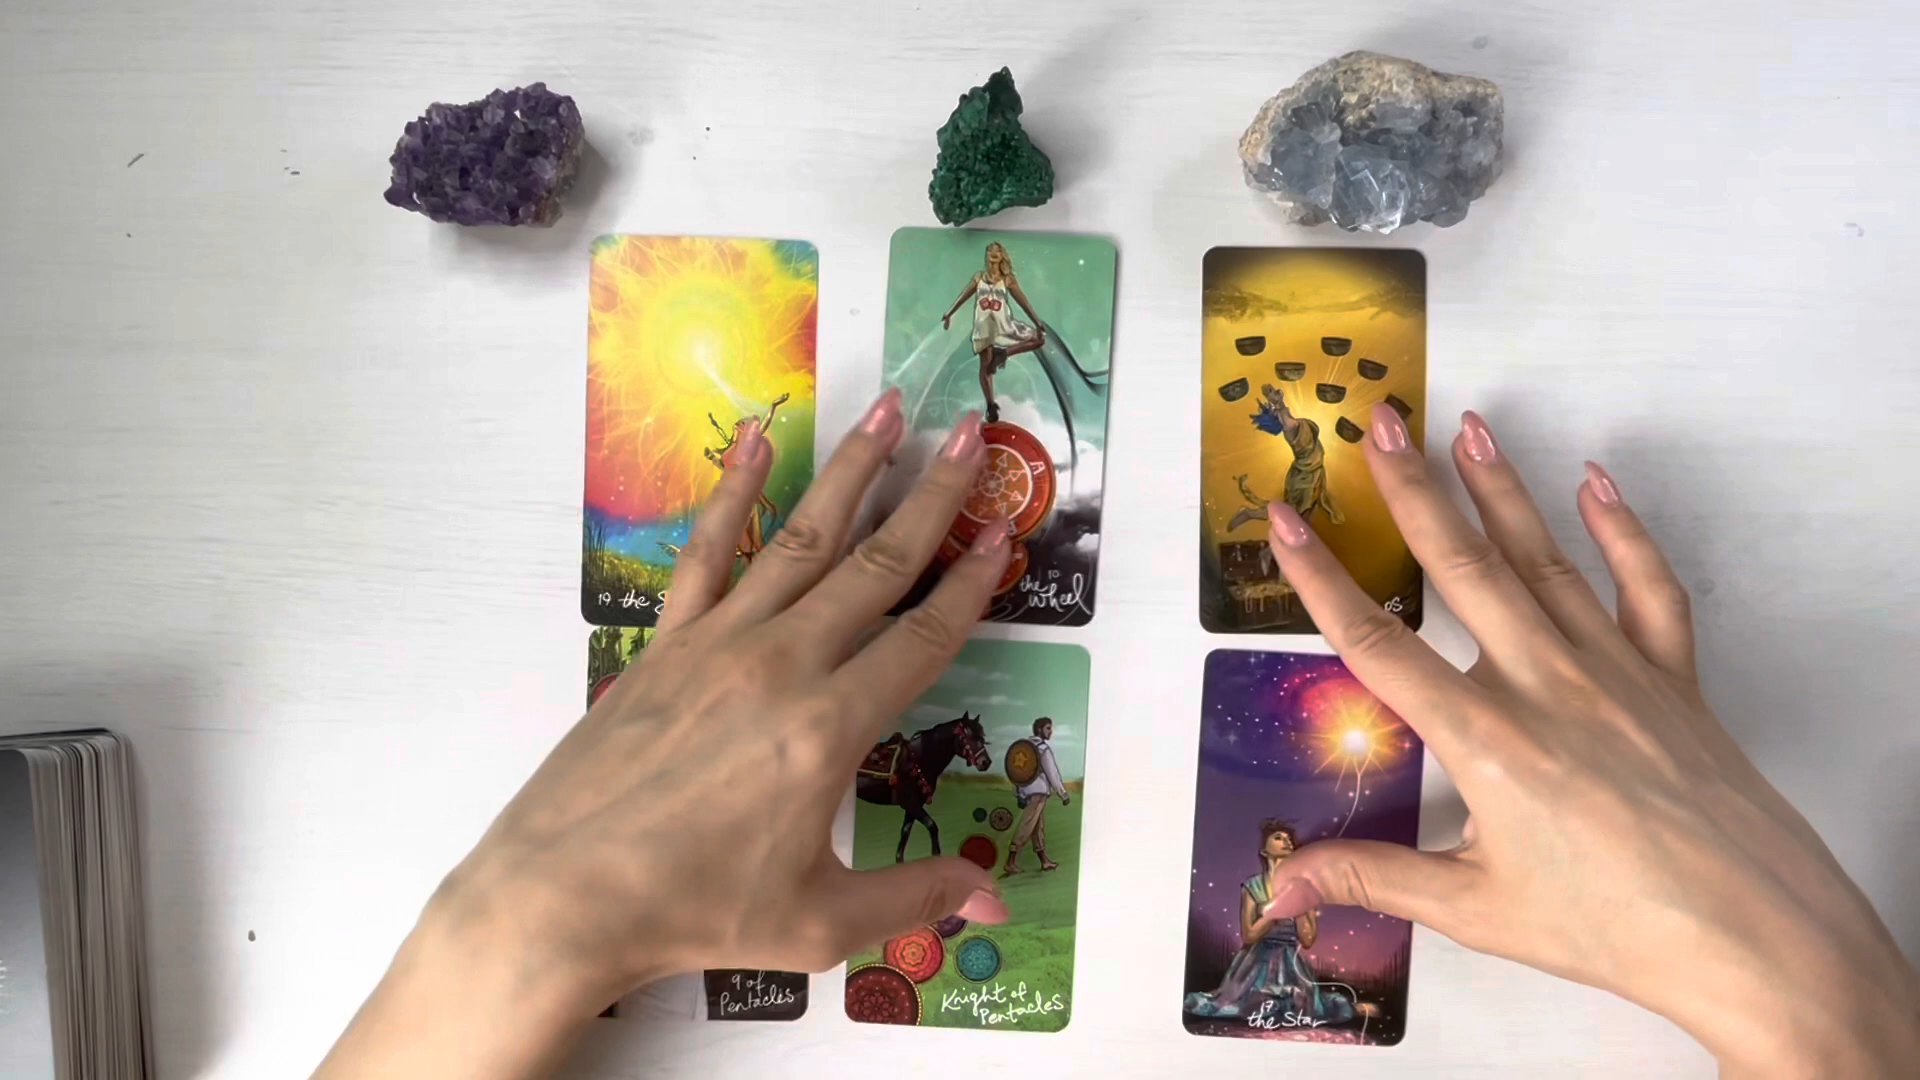 19 the
10
the
Wheel
9 of
Pentacles
Knight of
Pentacles
17
the Star